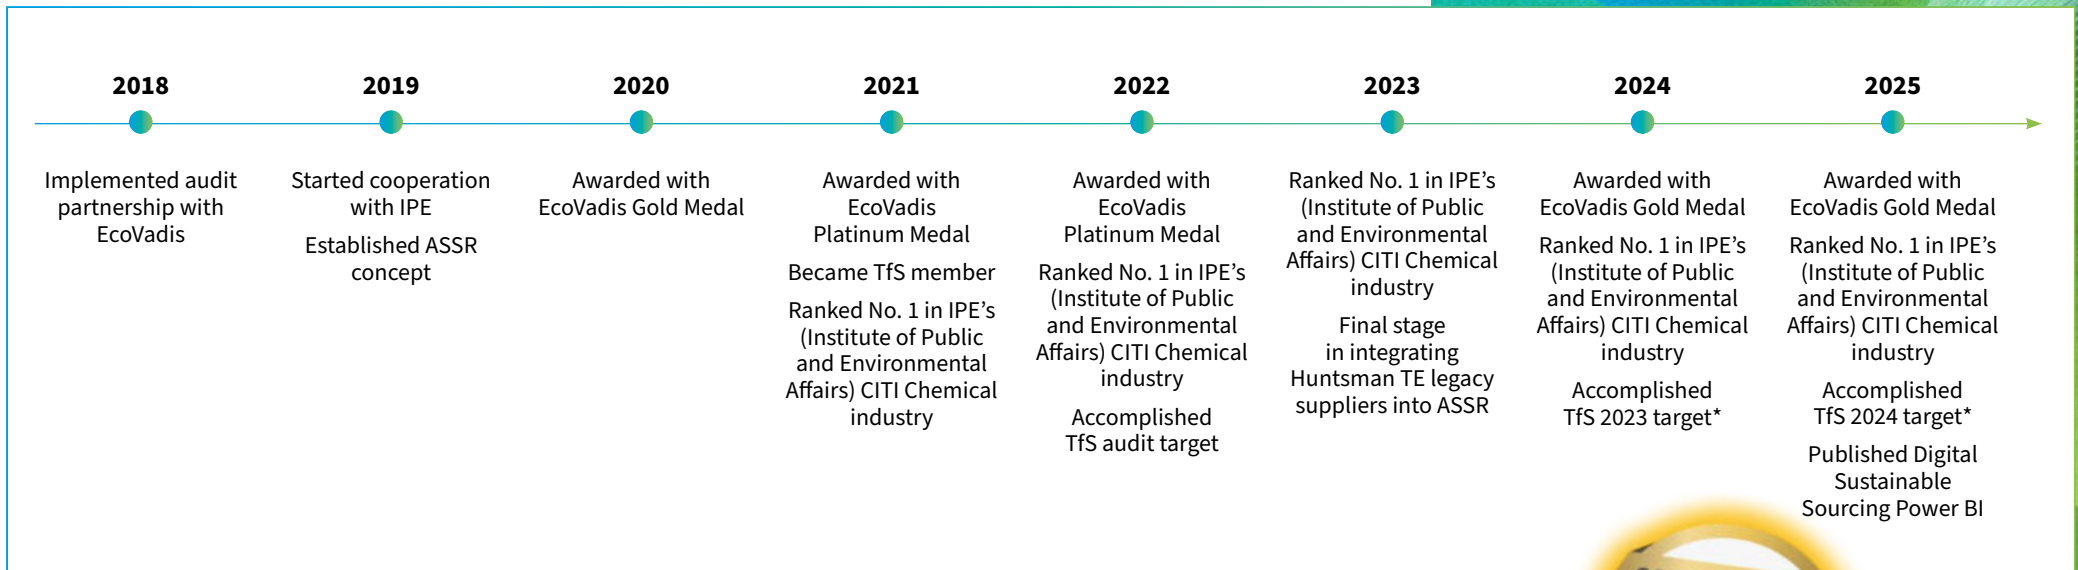 2018
Implemented audit
partnership with
EcoVadis
2019
Started cooperation
with IPE
Established ASSR
concept
2020
Awarded with
EcoVadis Gold Medal
2021
Awarded with
EcoVadis
Platinum Medal
Became TfS member
Ranked No. 1 in IPE’s
(Institute of Public
and Environmental
Affairs) CITI Chemical
industry
2022
Awarded with
EcoVadis
Platinum Medal
Ranked No. 1 in IPE’s
(Institute of Public
and Environmental
Affairs) CITI Chemical
industry
Accomplished
TfS audit target
2023
Ranked No. 1 in IPE’s
(Institute of Public
and Environmental
Affairs) CITI Chemical
industry
Final stage
in integrating
Huntsman TE legacy
suppliers into ASSR
2024
Awarded with
EcoVadis Gold Medal
Ranked No. 1 in IPE’s
(Institute of Public
and Environmental
Affairs) CITI Chemical
industry
Accomplished
TfS 2023 target*
2025
Awarded with
EcoVadis Gold Medal
Ranked No. 1 in IPE’s
(Institute of Public
and Environmental
Affairs) CITI Chemical
industry
Accomplished
TfS 2024 target*
Published Digital
Sustainable
Sourcing Power BI